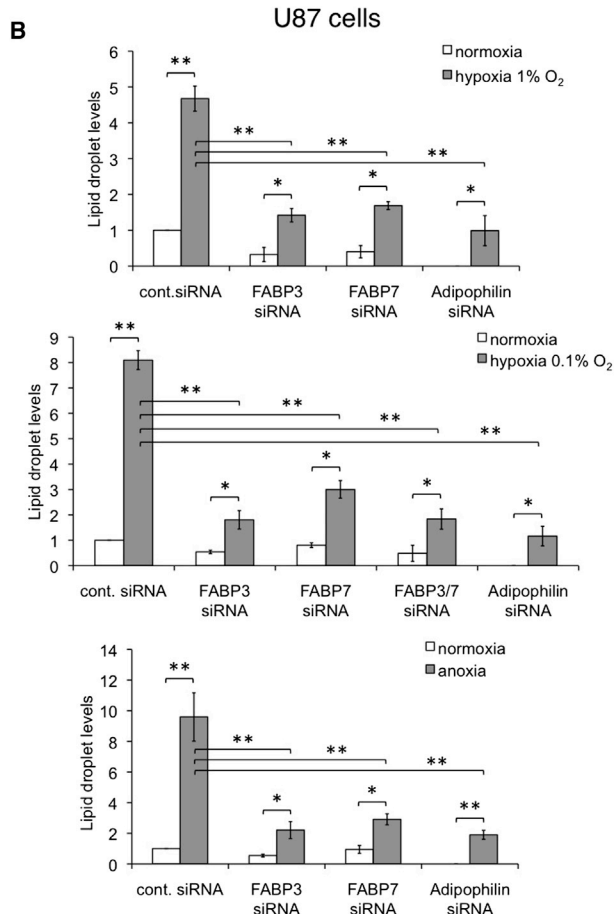 B
U87 cells
normoxia
hypoxia 1% O₂
Lipid droplet levels
6
5
4
3
2
1
0
**
**
**
**
*
*
*
cont.siRNA
FABP3 siRNA
FABP7 siRNA
Adipophilin siRNA
normoxia
hypoxia 0.1% O₂
Lipid droplet levels
9
8
7
6
5
4
3
2
1
0
**
**
**
**
**
*
*
*
*
cont. siRNA
FABP3 siRNA
FABP7 siRNA
FABP3/7 siRNA
Adipophilin siRNA
normoxia
anoxia
Lipid droplet levels
14
12
10
8
6
4
2
0
**
**
**
**
*
*
**
cont. siRNA
FABP3 siRNA
FABP7 siRNA
Adipophilin siRNA